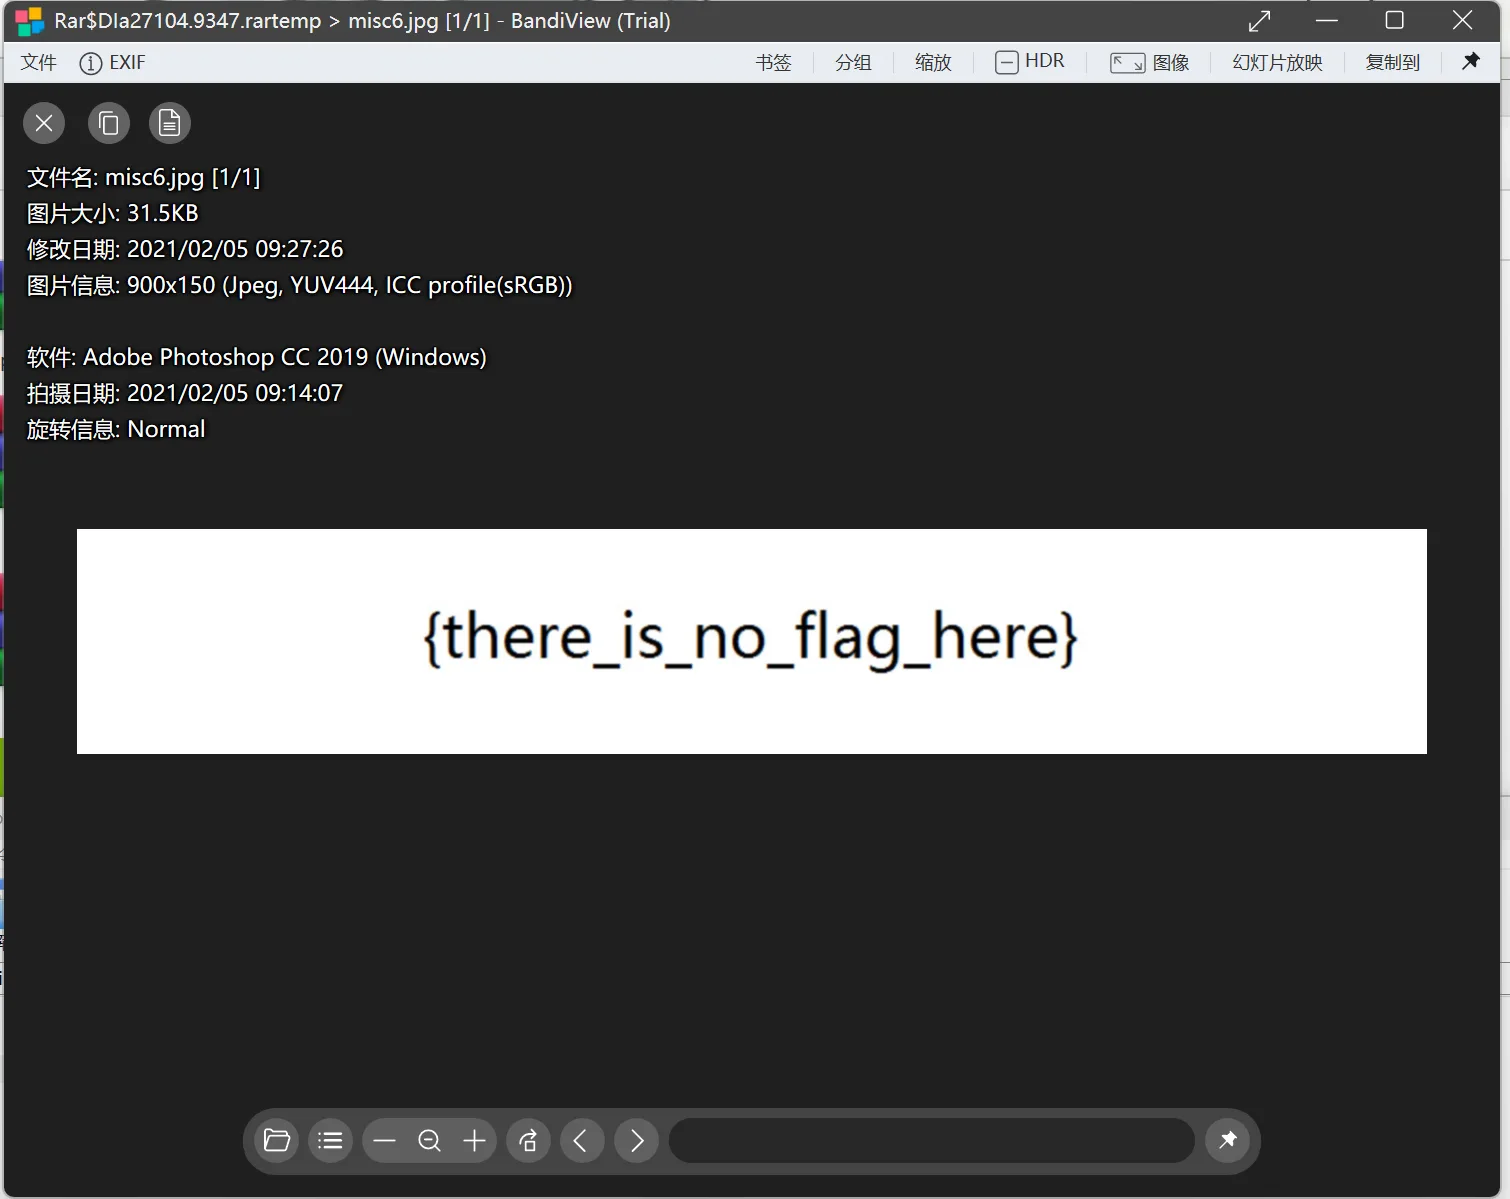 Rar$DIa27104.9347.rartemp > misc6.jpg [1/1] - BandiView (Trial)
文件 EXIF 书签 分组 缩放 HDR 图像 幻灯片放映 复制到
文件名: misc6.jpg [1/1]
图片大小: 31.5KB
修改日期: 2021/02/05 09:27:26
图片信息: 900x150 (Jpeg, YUV444, ICC profile(sRGB))
软件: Adobe Photoshop CC 2019 (Windows)
拍摄日期: 2021/02/05 09:14:07
旋转信息: Normal
{there_is_no_flag_here}